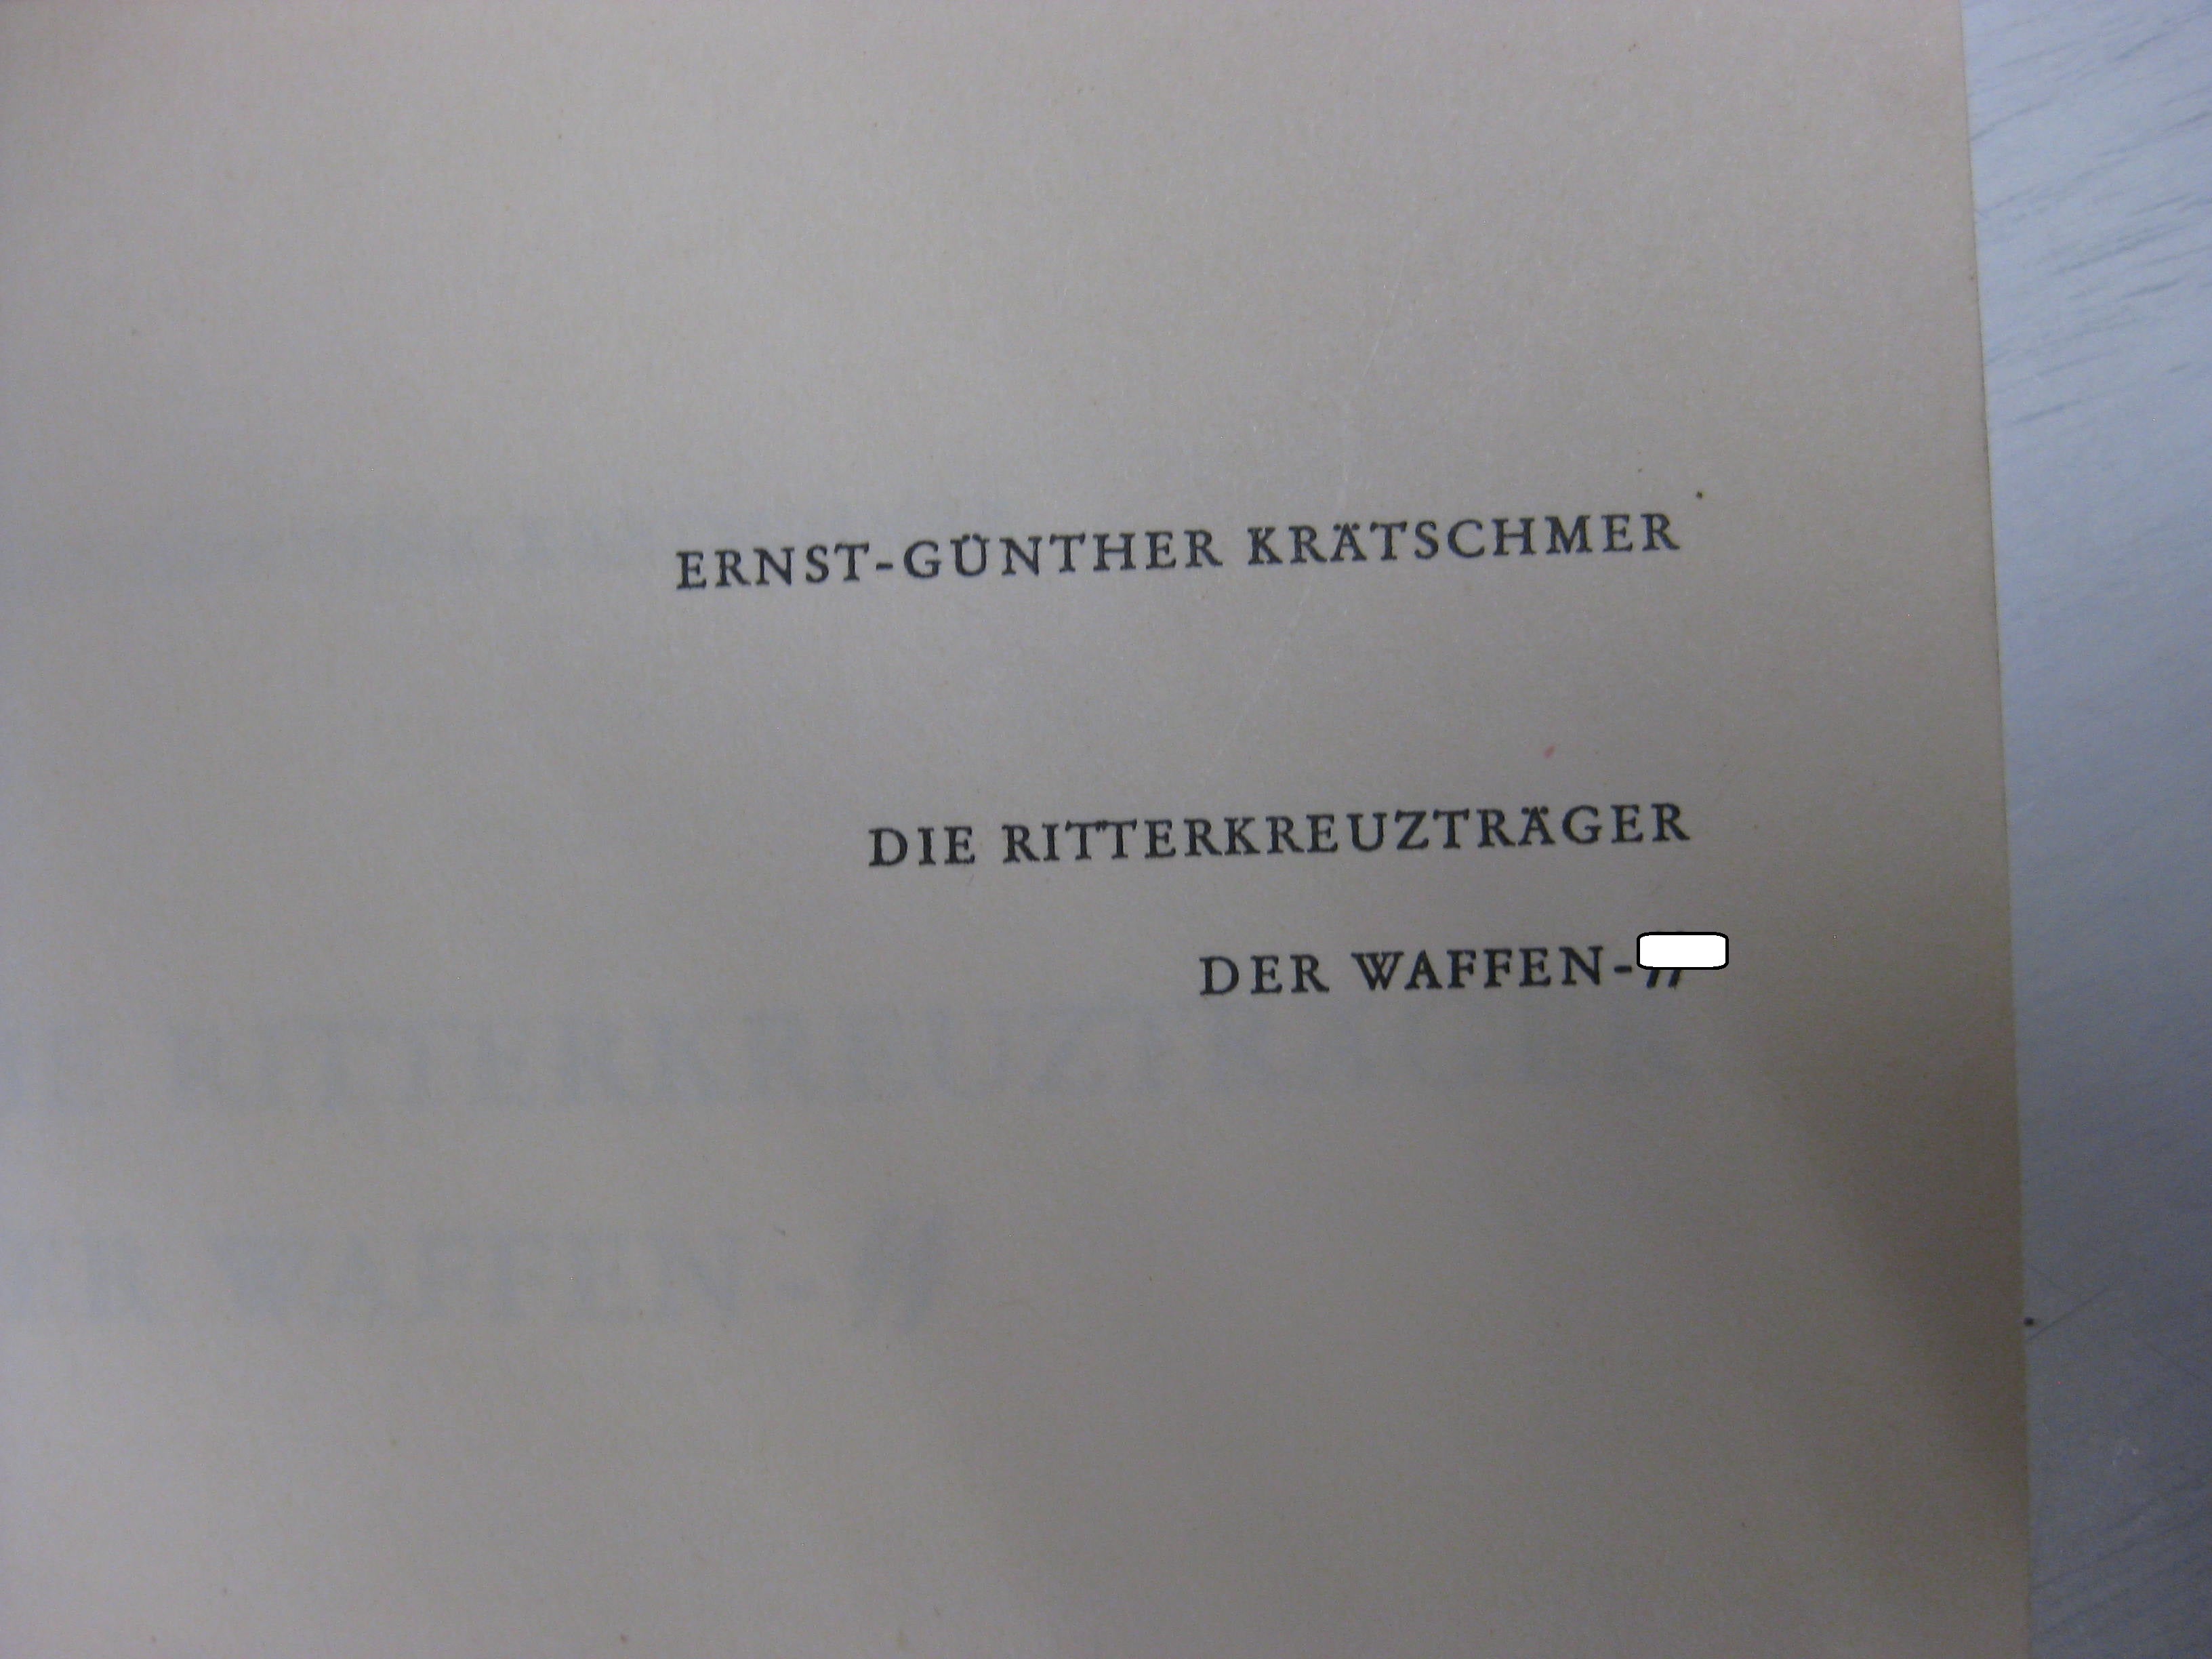 ERNST-GÜNTHER KRÄTSCHMER
DIE RITTERKREUZTRÄGER
DER WAFFEN-